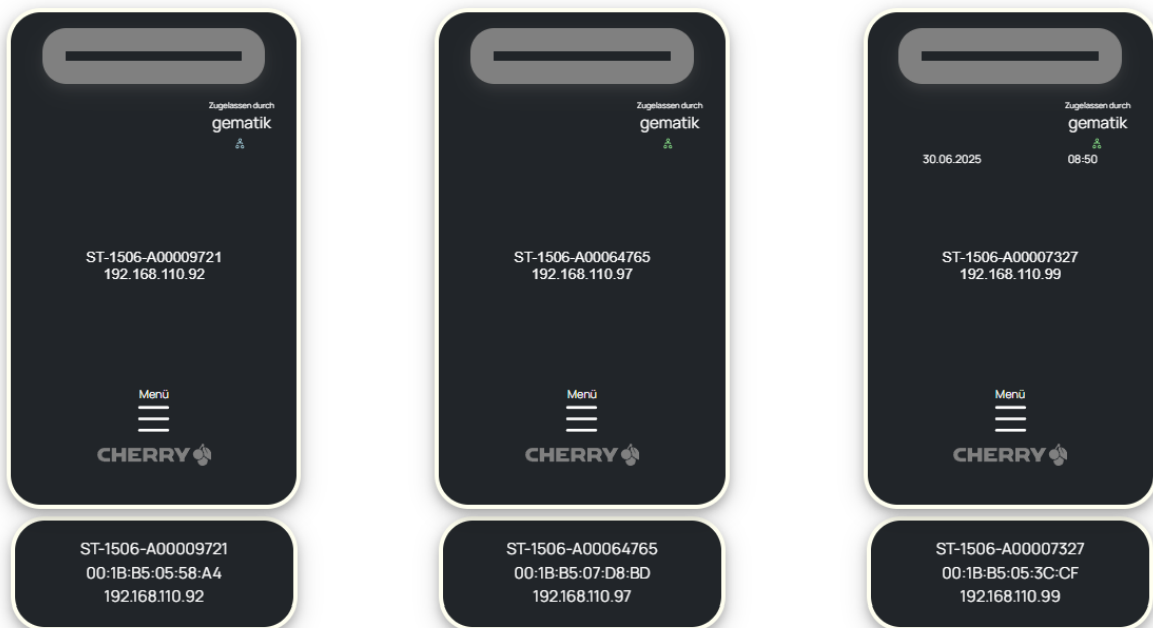 Zugelassen durch
gematik
ST-1506-A00009721
192.168.110.92
Menü
CHERRY
ST-1506-A00009721
00:1B:B5:05:58:A4
192.168.110.92
Zugelassen durch
gematik
ST-1506-A00064765
192.168.110.97
Menü
CHERRY
ST-1506-A00064765
00:1B:B5:07:D8:BD
192.168.110.97
Zugelassen durch
gematik
30.06.2025 08:50
ST-1506-A00007327
192.168.110.99
Menü
CHERRY
ST-1506-A00007327
00:1B:B5:05:3C:CF
192.168.110.99